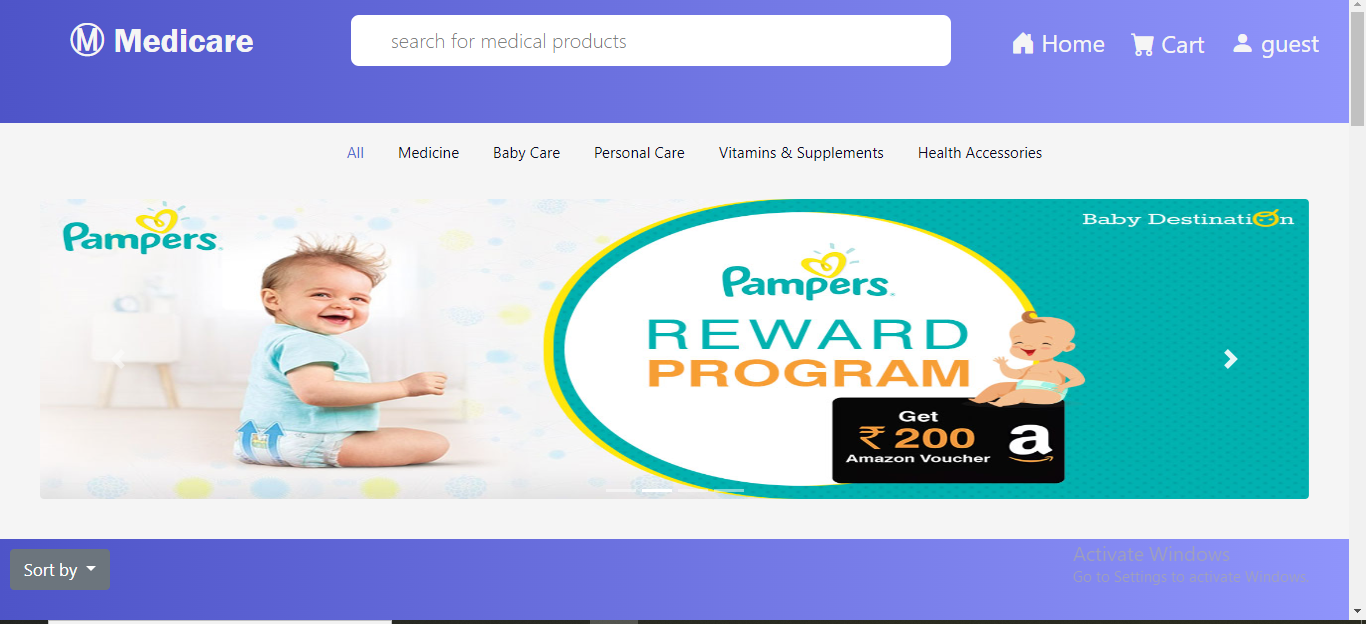 M Medicare
search for medical products
Home Cart guest
All Medicine Baby Care Personal Care Vitamins & Supplements Health Accessories
Pampers
Baby Destination
Pampers
REWARD
PROGRAM
Get
₹ 200
Amazon Voucher
a
Sort by
Activate Windows
Go to Settings to activate Windows.